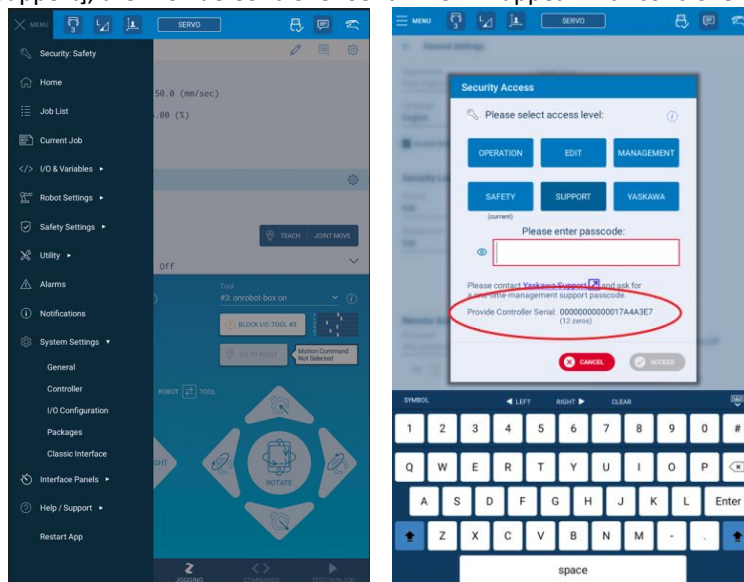 MENU
3
SERVO
Security: Safety
Home
Job List
Current Job
</> I/O & Variables
Robot Settings
Safety Settings
Utility
Alarms
Notifications
System Settings
General
Controller
I/O Configuration
Packages
Classic Interface
Interface Panels
Help / Support
Restart App
50.0 (mm/sec)
.00 (%)
TEACH
JOINT MOVE
Off
Tool
#3: onrobot-box on
BLOCK I/O: TOOL #3
GO TO POINT
Motion Command
Not Selected
ROBOT
TOOL
ROTATE
JOGGING
COMMANDS
TEST/RUN JOB
MENU
3
SERVO
General Settings
English
Security Access
Please select access level:
OPERATION
EDIT
MANAGEMENT
SAFETY
SUPPORT
YASKAWA
(current)
Please enter passcode:
Please contact Yaskawa Support and ask for
a one-time-management support passcode.
Provide Controller Serial: 00000000000017A4A3E7
(12 zeros)
CANCEL
ACCESS
SYMBOL
LEFT
RIGHT
CLEAR
1 2 3 4 5 6 7 8 9 0 #
Q W E R T Y U I O P
A S D F G H J K L Enter
Z X C V B N M - .
space